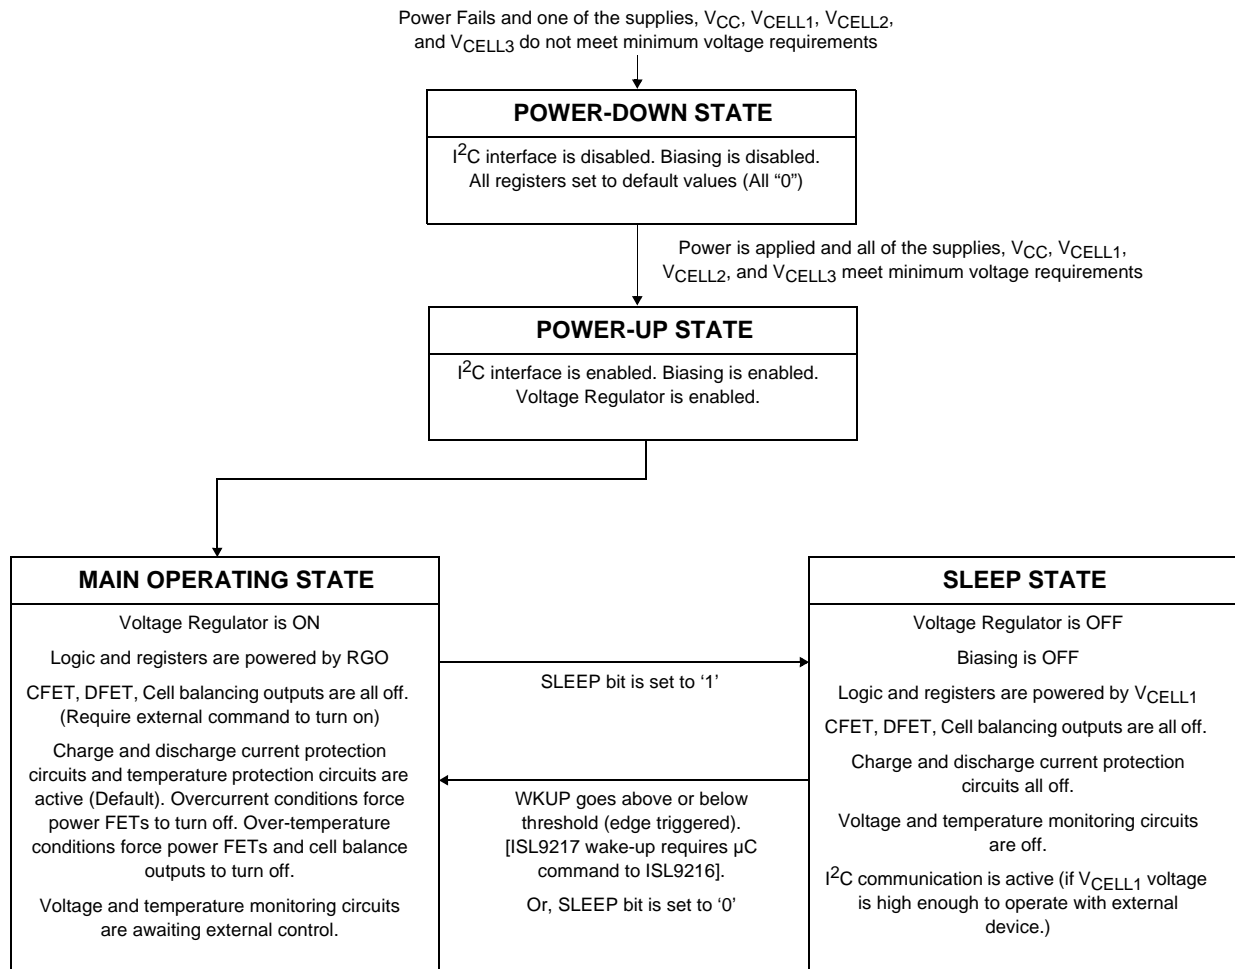 Power Fails and one of the supplies, VCC, VCELL1, VCELL2,
and VCELL3 do not meet minimum voltage requirements
POWER-DOWN STATE
I2C interface is disabled. Biasing is disabled.
All registers set to default values (All “0”)
Power is applied and all of the supplies, VCC, VCELL1,
VCELL2, and VCELL3 meet minimum voltage requirements
POWER-UP STATE
I2C interface is enabled. Biasing is enabled.
Voltage Regulator is enabled.
MAIN OPERATING STATE
Voltage Regulator is ON
Logic and registers are powered by RGO
CFET, DFET, Cell balancing outputs are all off.
(Require external command to turn on)
Charge and discharge current protection
circuits and temperature protection circuits are
active (Default). Overcurrent conditions force
power FETs to turn off. Over-temperature
conditions force power FETs and cell balance
outputs to turn off.
Voltage and temperature monitoring circuits
are awaiting external control.
SLEEP bit is set to ‘1’
WKUP goes above or below
threshold (edge triggered).
[ISL9217 wake-up requires µC
command to ISL9216].
Or, SLEEP bit is set to ‘0’
SLEEP STATE
Voltage Regulator is OFF
Biasing is OFF
Logic and registers are powered by VCELL1
CFET, DFET, Cell balancing outputs are all off.
Charge and discharge current protection
circuits all off.
Voltage and temperature monitoring circuits
are off.
I2C communication is active (if VCELL1 voltage
is high enough to operate with external
device.)